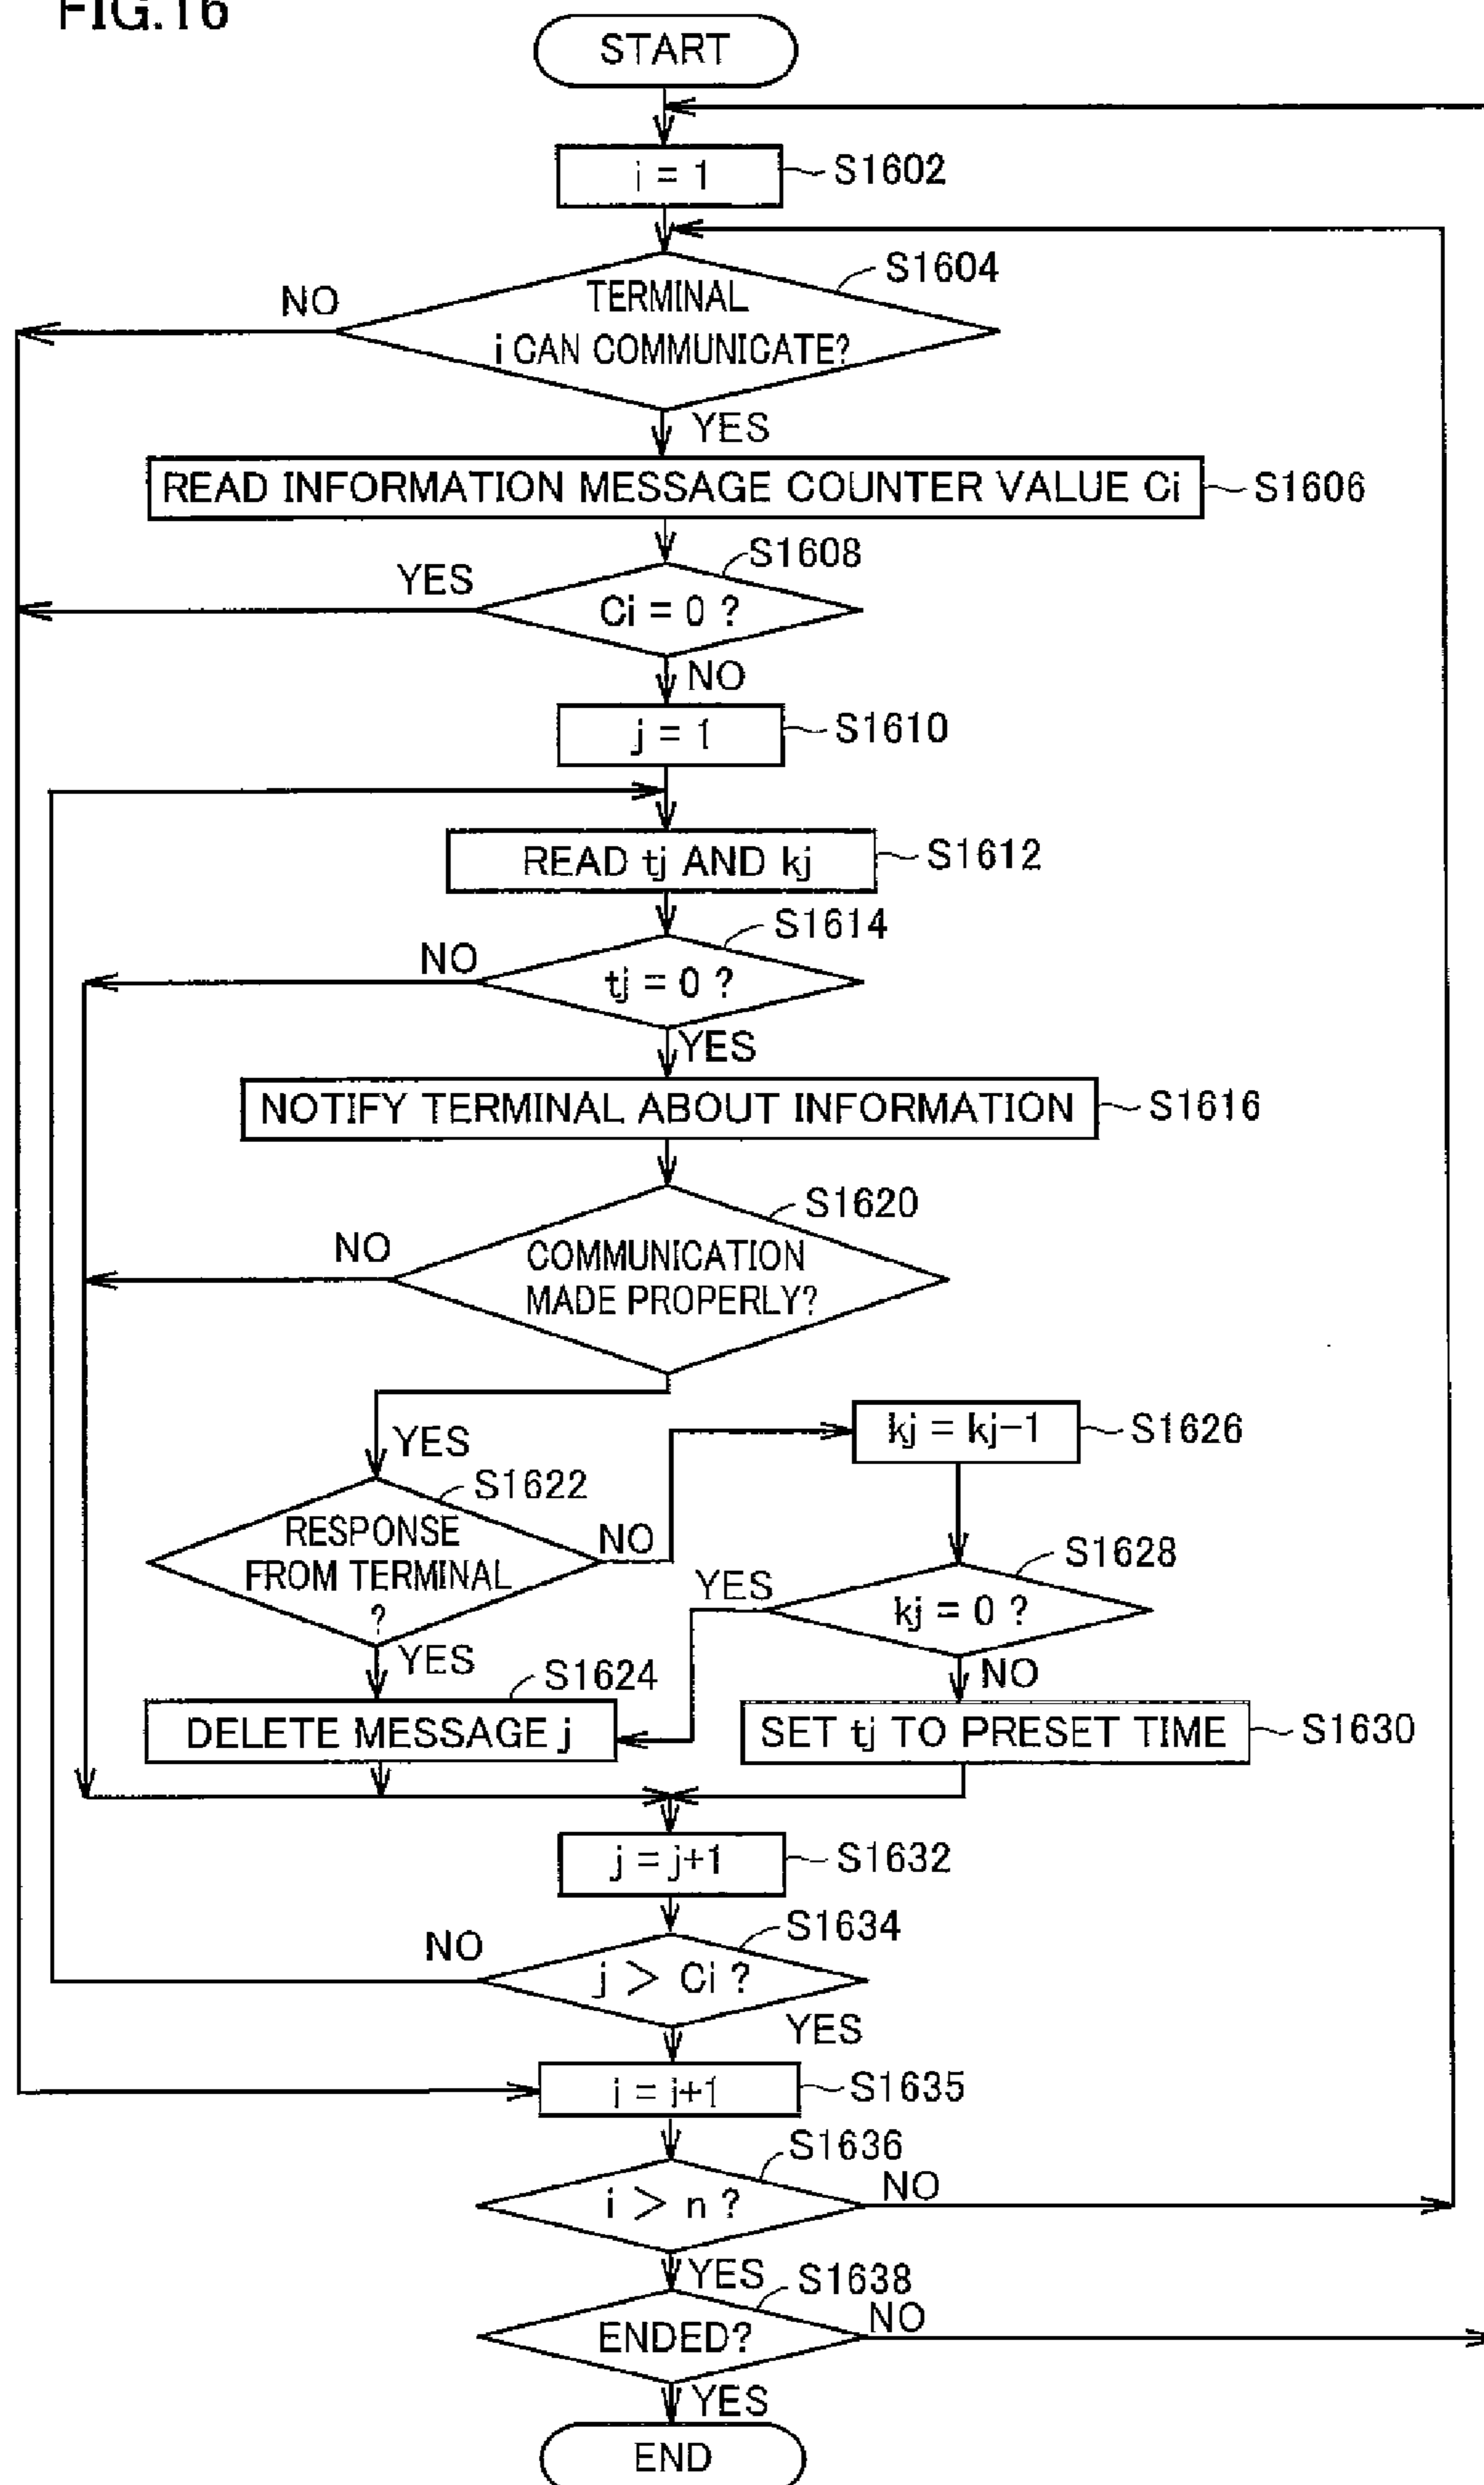 FIG.16
START
i = 1
S1602
S1604
NO
TERMINAL
i CAN COMMUNICATE?
YES
READ INFORMATION MESSAGE COUNTER VALUE Ci
S1606
S1608
YES
Ci = 0 ?
NO
j = 1
S1610
READ tj AND kj
S1612
S1614
NO
tj = 0 ?
YES
NOTIFY TERMINAL ABOUT INFORMATION
S1616
S1620
NO
COMMUNICATION
MADE PROPERLY?
kj = kj-1
S1626
YES
S1622
RESPONSE
FROM TERMINAL
?
NO
S1628
YES
kj = 0 ?
YES
NO
S1624
DELETE MESSAGE j
SET tj TO PRESET TIME
S1630
j = j+1
S1632
S1634
NO
j > Ci ?
YES
i = i+1
S1635
S1636
i > n ?
NO
YES
S1638
ENDED?
NO
YES
END